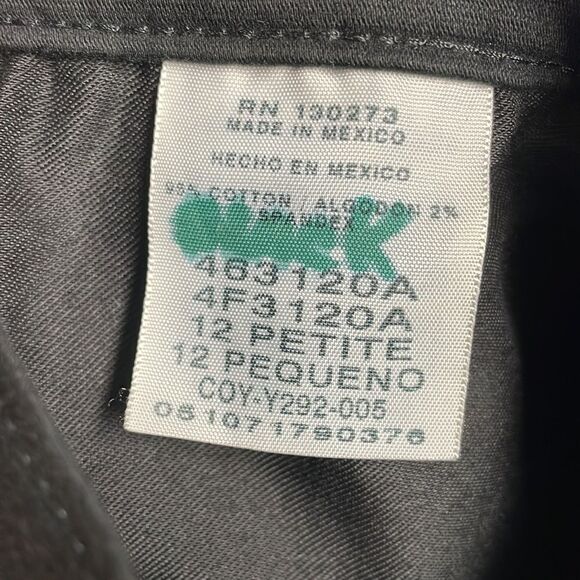 RN 130273
MADE IN MEXICO
HECHO EN MEXICO
COTTON / ALGODON 2%
SPANDEX
463120A
4F3120A
12 PETITE
12 PEQUENO
COY-Y292-005
061071790376